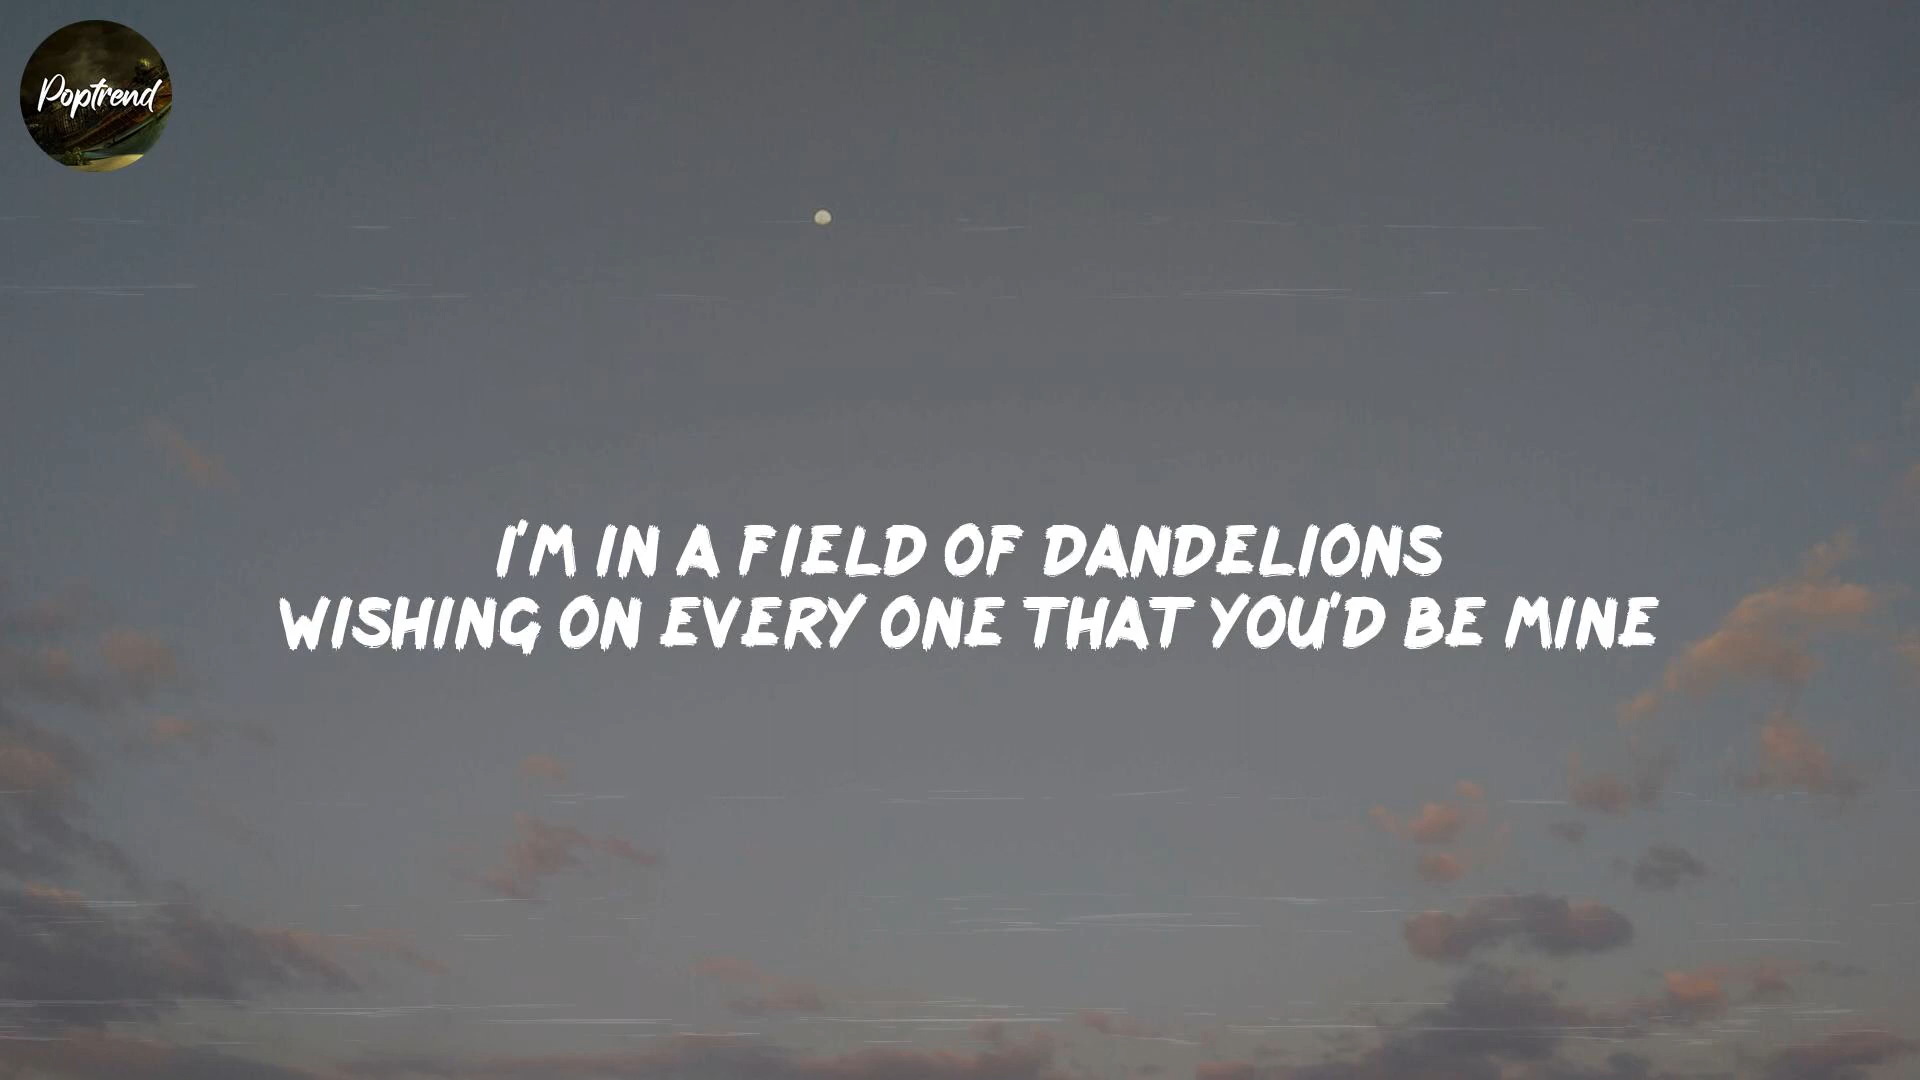 Poptrend
I'M IN A FIELD OF DANDELIONS
WISHING ON EVERY ONE THAT YOU'D BE MINE